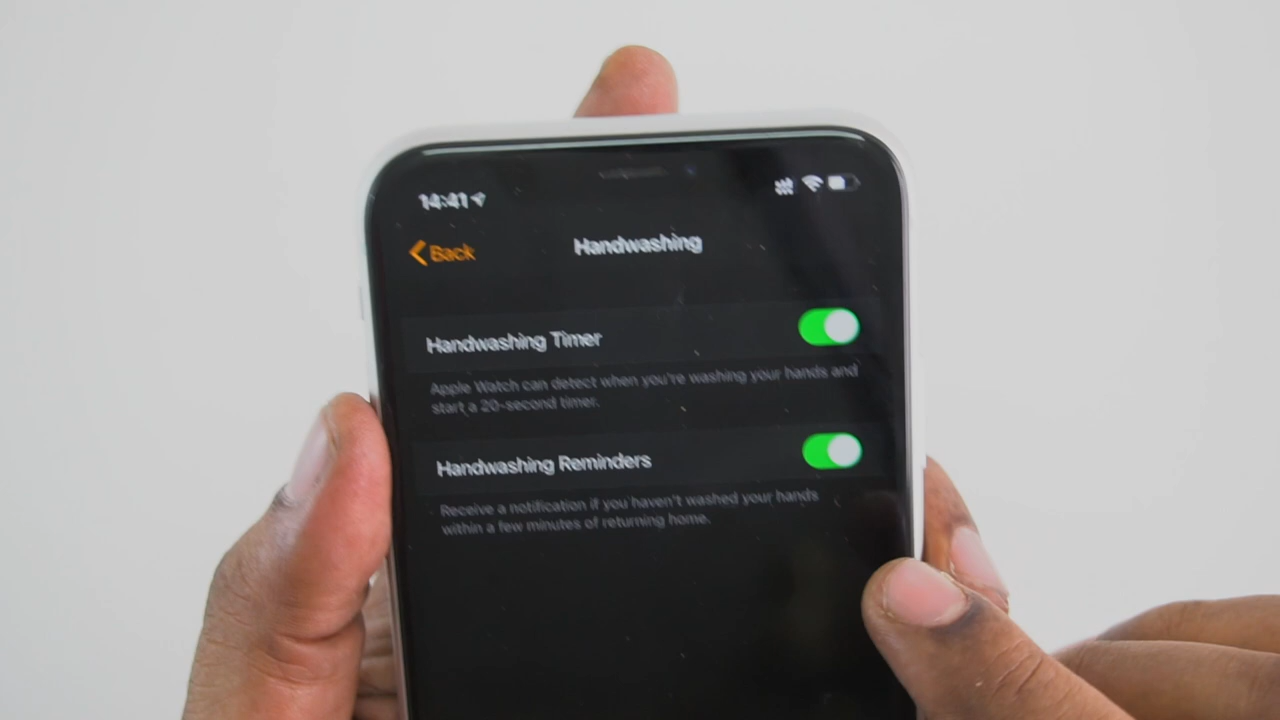 14:41
Back
Handwashing
Handwashing Timer
Apple Watch can detect when you're washing your hands and
start a 20-second timer.
Handwashing Reminders
Receive a notification if you haven't washed your hands
within a few minutes of returning home.